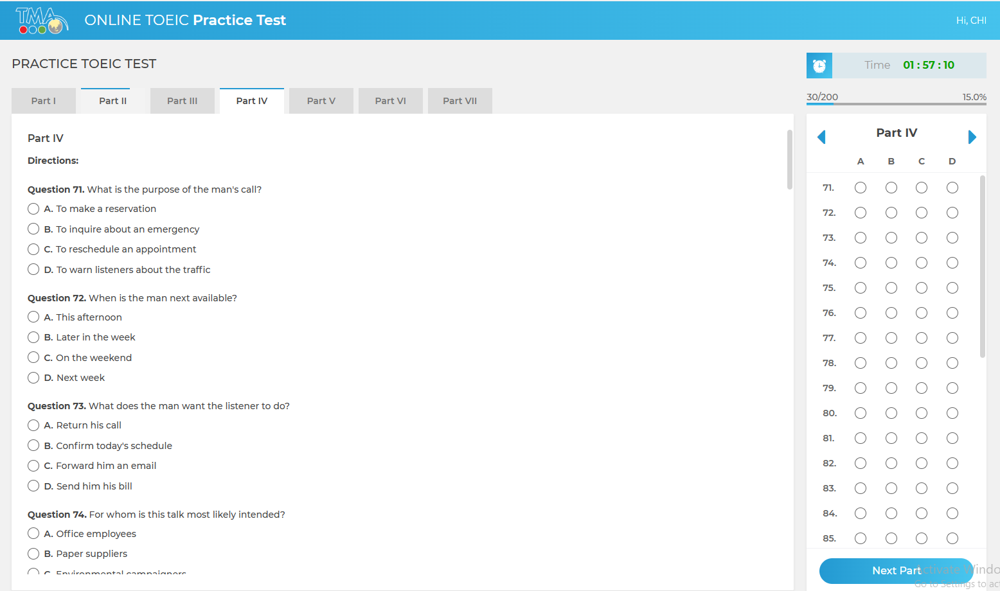 TMA
ONLINE TOEIC Practice Test
Hi, CHI
PRACTICE TOEIC TEST
Time 01 : 57 : 10
Part I
Part II
Part III
Part IV
Part V
Part VI
Part VII
30/200
15.0%
Part IV
Directions:
Question 71. What is the purpose of the man's call?
A. To make a reservation
B. To inquire about an emergency
C. To reschedule an appointment
D. To warn listeners about the traffic
Question 72. When is the man next available?
A. This afternoon
B. Later in the week
C. On the weekend
D. Next week
Question 73. What does the man want the listener to do?
A. Return his call
B. Confirm today's schedule
C. Forward him an email
D. Send him his bill
Question 74. For whom is this talk most likely intended?
A. Office employees
B. Paper suppliers
C. Environmental campaigners
Part IV
A B C D
71.
72.
73.
74.
75.
76.
77.
78.
79.
80.
81.
82.
83.
84.
85.
Next Part
Activate Windo
Go to Settings to act